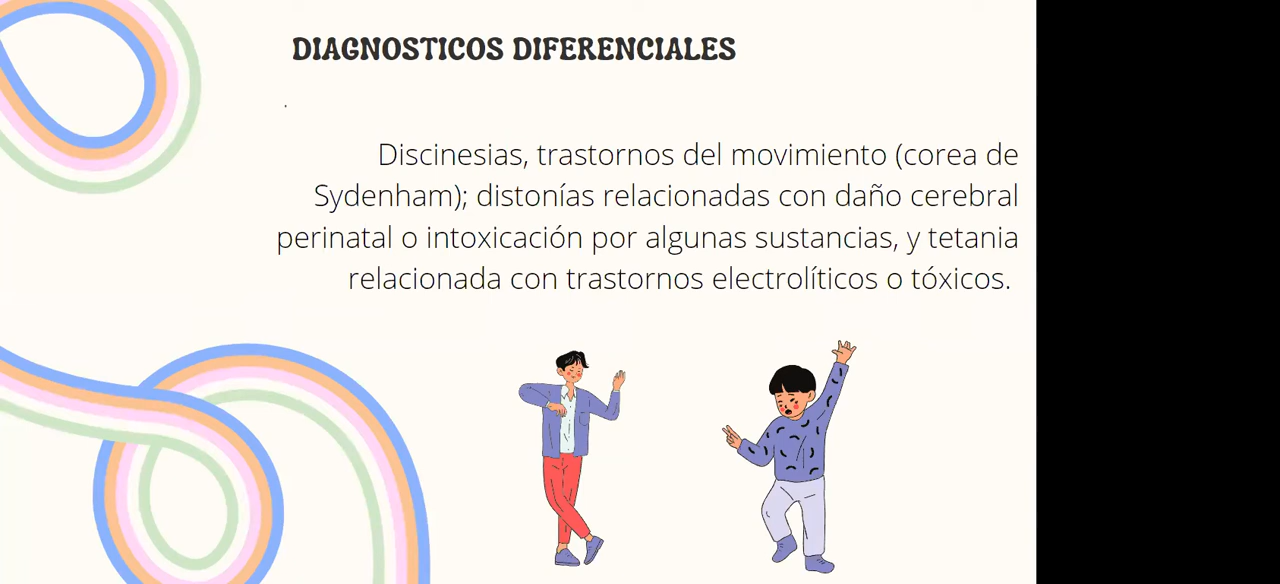 DIAGNOSTICOS DIFERENCIALES
.
Discinesias, trastornos del movimiento (corea de
Sydenham); distonías relacionadas con daño cerebral
perinatal o intoxicación por algunas sustancias, y tetania
relacionada con trastornos electrolíticos o tóxicos.